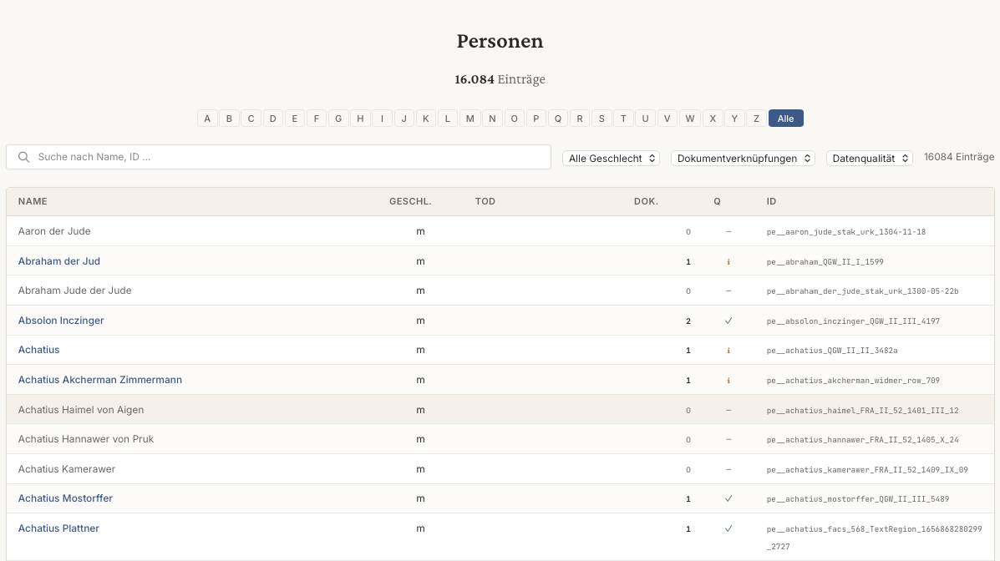 Personen
16.084 Einträge
A B C D E F G H I J K L M N O P Q R S T U V W X Y Z Alle
Suche nach Name, ID ... Alle Geschlecht Dokumentverknüpfungen Datenqualität 16084 Einträge
NAME GESCHL. TOD DOK. Q ID
Aaron der Jude m 0 – pe__aaron_jude_stak_urk_1304-11-18
Abraham der Jud m 1 ℹ pe__abraham_QGW_II_I_1599
Abraham Jude der Jude m 0 – pe__abraham_der_jude_stak_urk_1300-05-22b
Absolon Inczinger m 2 ✓ pe__absolon_inczinger_QGW_II_III_4197
Achatius m 1 ℹ pe__achatius_QGW_II_II_3482a
Achatius Akcherman Zimmermann m 1 ℹ pe__achatius_akcherman_widmer_row_709
Achatius Haimel von Aigen m 0 – pe__achatius_haimel_FRA_II_52_1401_III_12
Achatius Hannawer von Pruk m 0 – pe__achatius_hannawer_FRA_II_52_1405_X_24
Achatius Kamerawer m 0 – pe__achatius_kamerawer_FRA_II_52_1409_IX_09
Achatius Mostorffer m 1 ✓ pe__achatius_mostorffer_QGW_II_III_5489
Achatius Plattner m 1 ✓ pe__achatius_facs_568_TextRegion_1656868280299
_2727